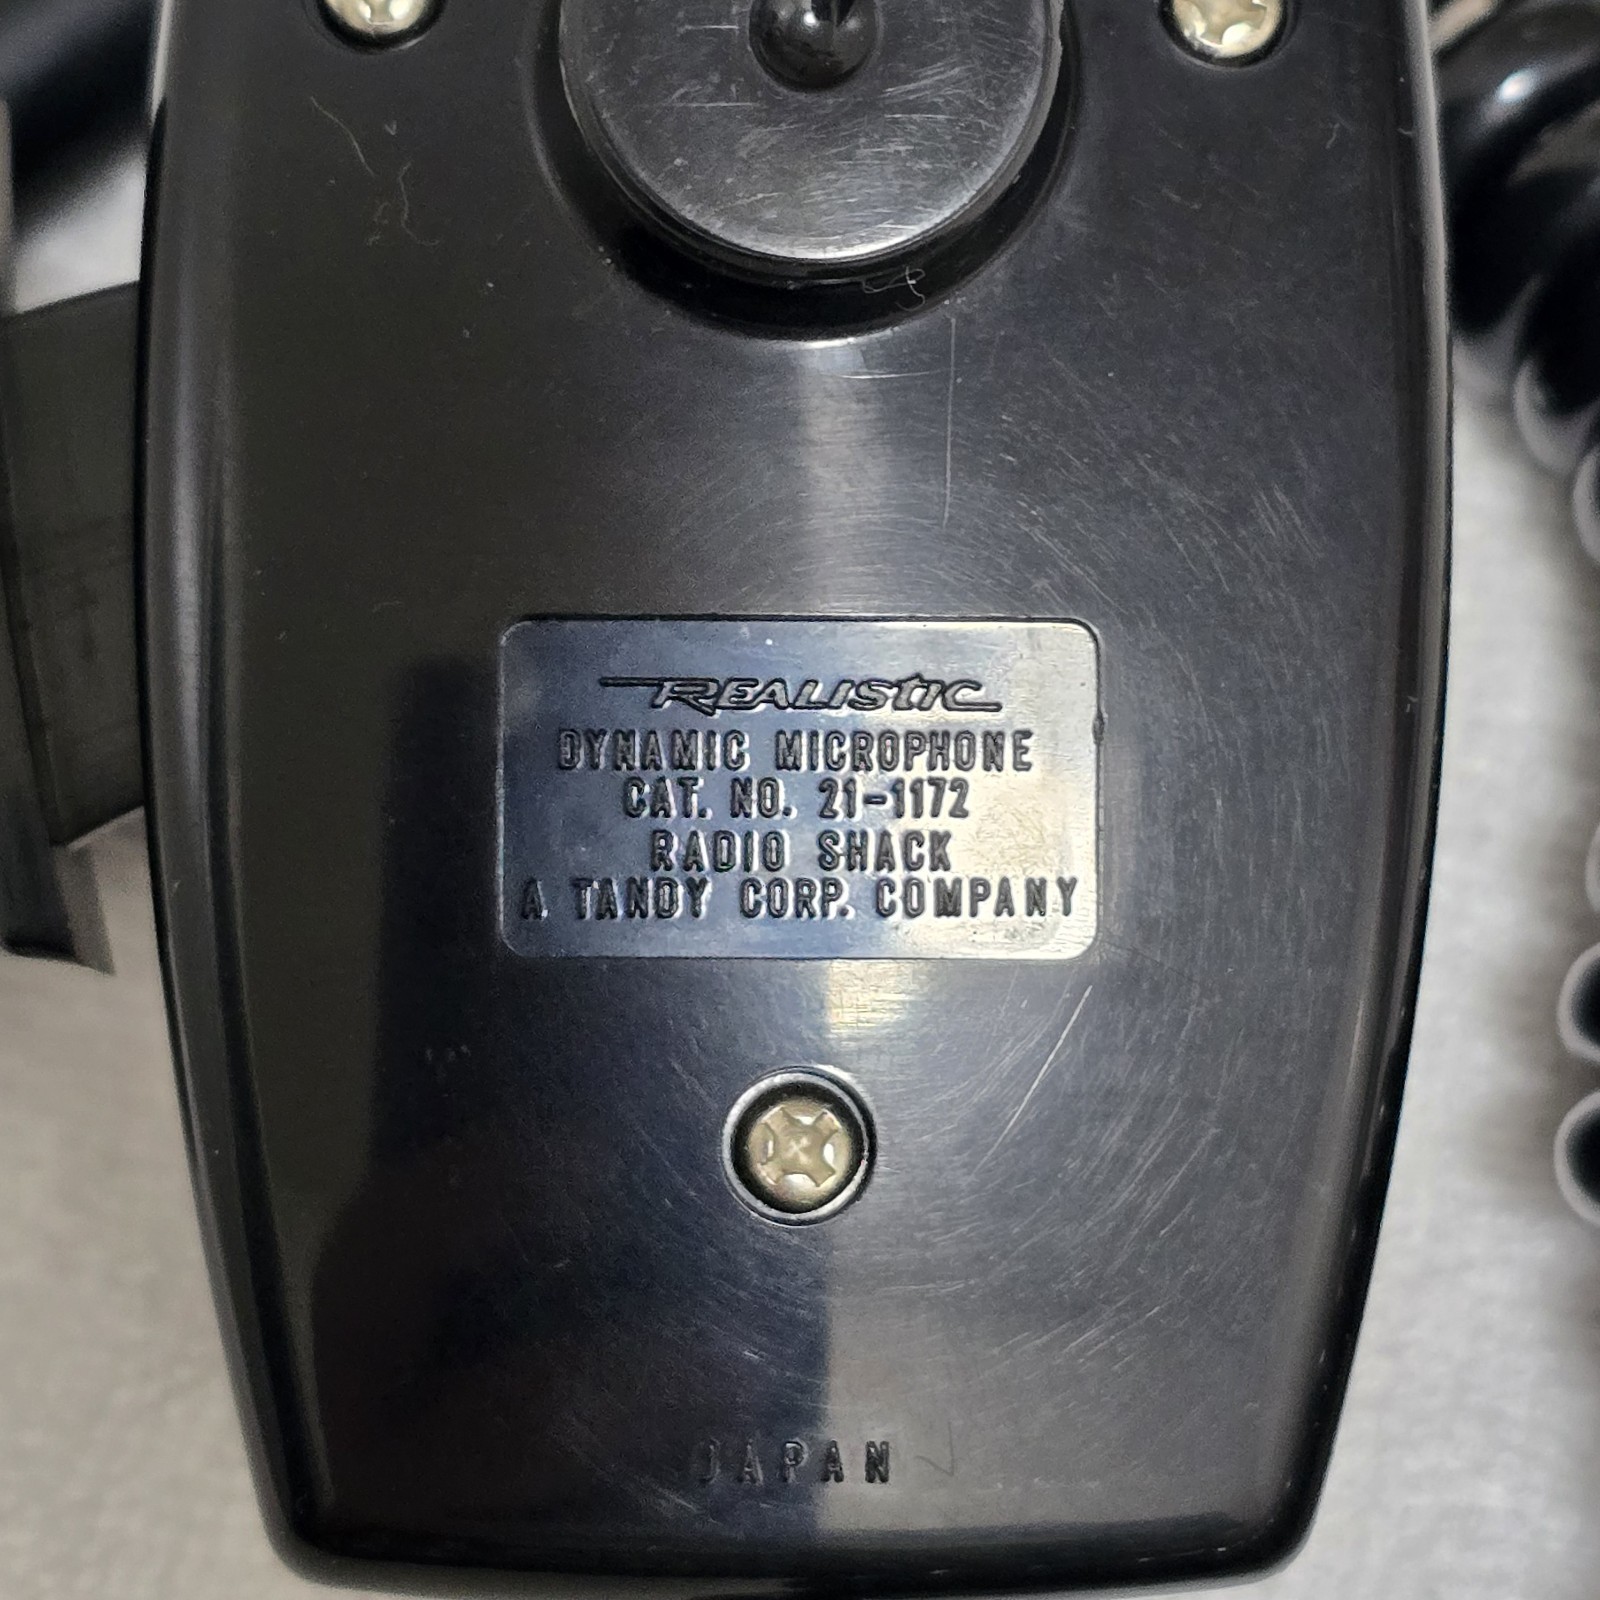 REALISTIC
DYNAMIC MICROPHONE
CAT. NO. 21-1172
RADIO SHACK
A TANDY CORP. COMPANY
JAPAN